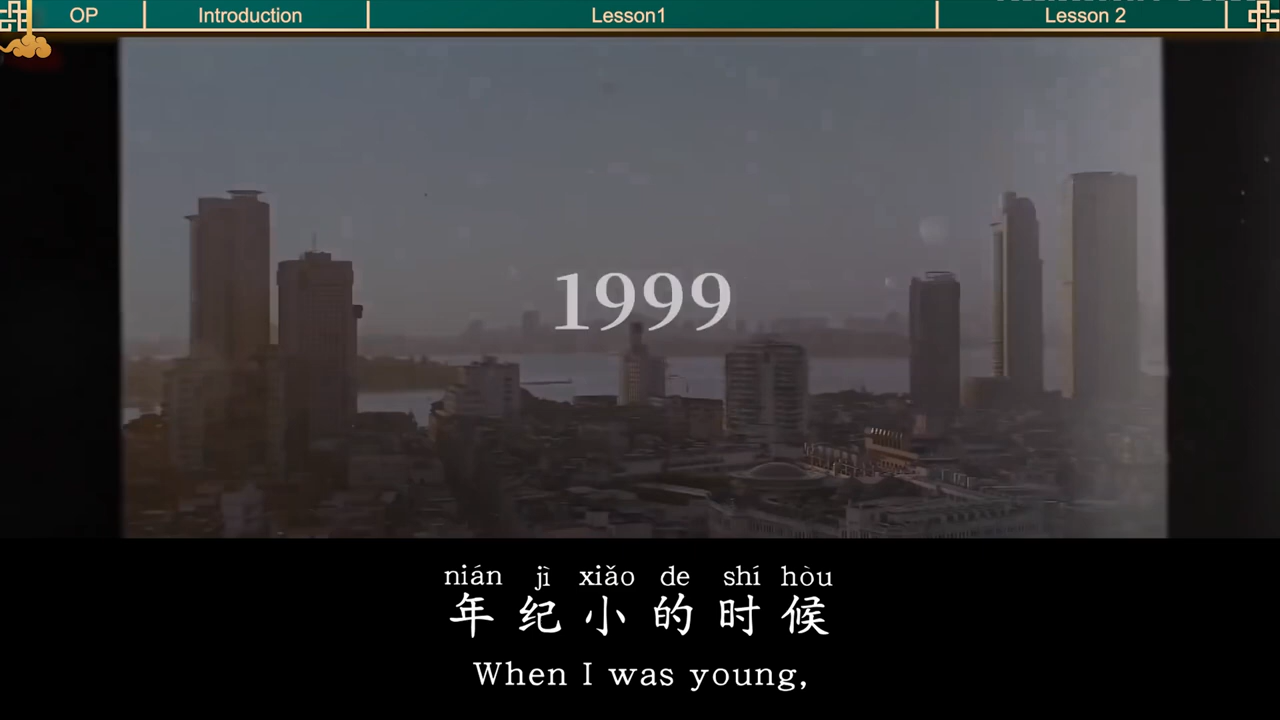 OP
Introduction
Lesson1
Lesson 2
1999
nián jì xiǎo de shí hòu
年纪小的时候
When I was young,